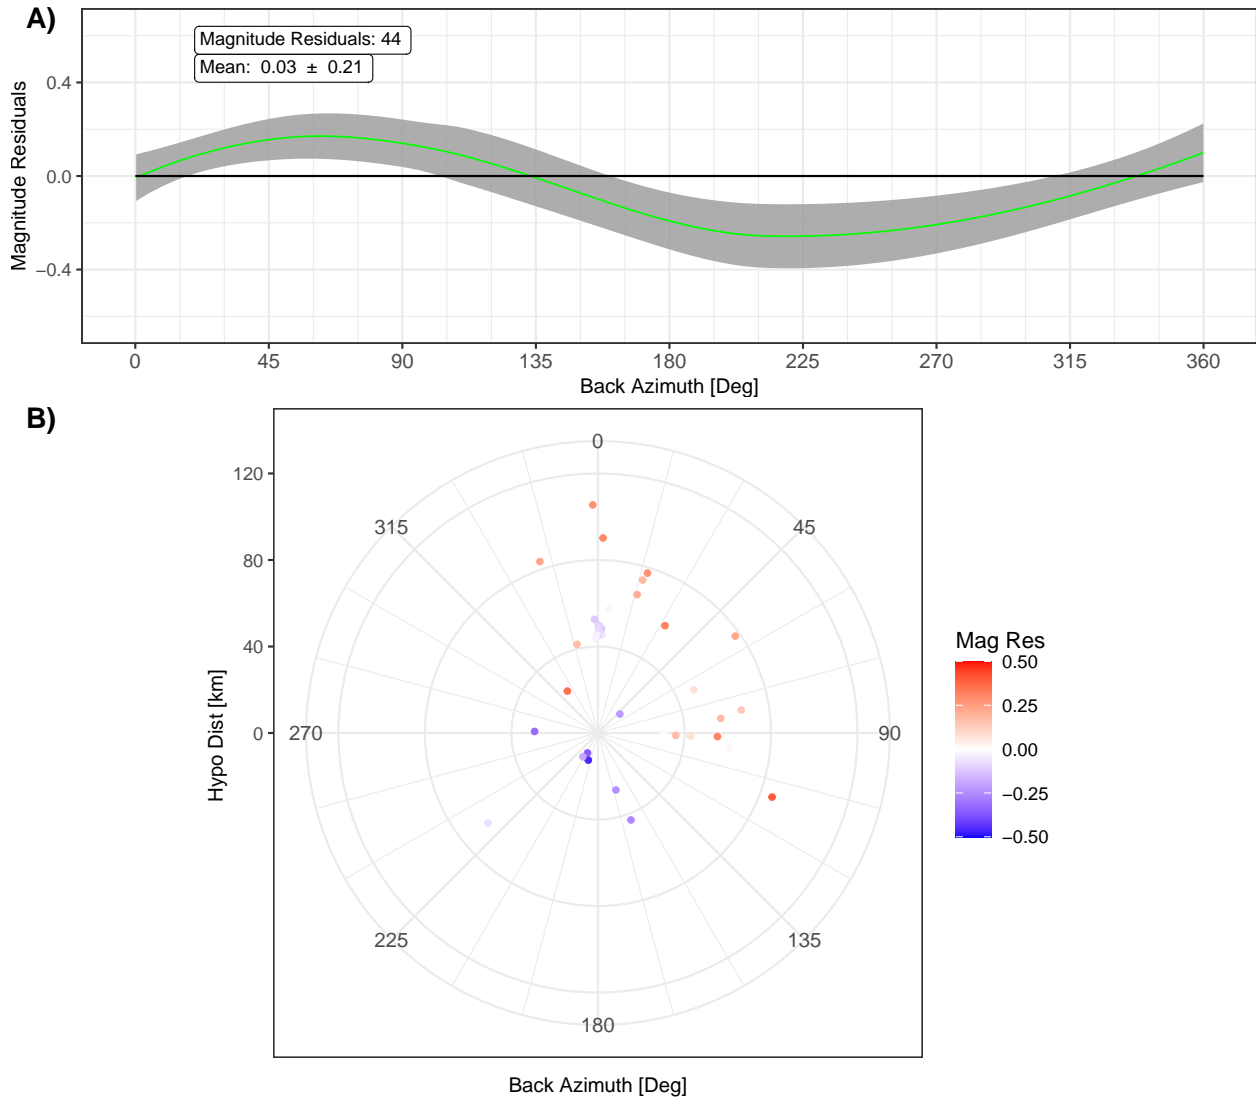 A)
Magnitude Residuals: 44
Mean:  0.03  ±  0.21
Magnitude Residuals
0.4
0.0
−0.4
0 45 90 135 180 225 270 315 360
Back Azimuth [Deg]
B)
Hypo Dist [km]
120
80
40
0
0
45
90
135
180
225
270
315
Back Azimuth [Deg]
Mag Res
0.50
0.25
0.00
−0.25
−0.50